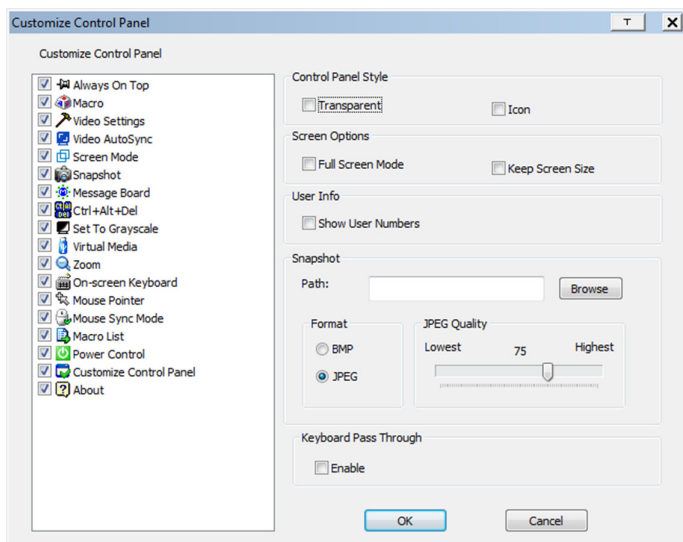 Customize Control Panel
T
Customize Control Panel
Always On Top
Macro
Video Settings
Video AutoSync
Screen Mode
Snapshot
Message Board
Ctrl+Alt+Del
Set To Grayscale
Virtual Media
Zoom
On-screen Keyboard
Mouse Pointer
Mouse Sync Mode
Macro List
Power Control
Customize Control Panel
About
Control Panel Style
Transparent
Icon
Screen Options
Full Screen Mode
Keep Screen Size
User Info
Show User Numbers
Snapshot
Path:
Browse
Format
BMP
JPEG
JPEG Quality
Lowest
75
Highest
Keyboard Pass Through
Enable
OK
Cancel